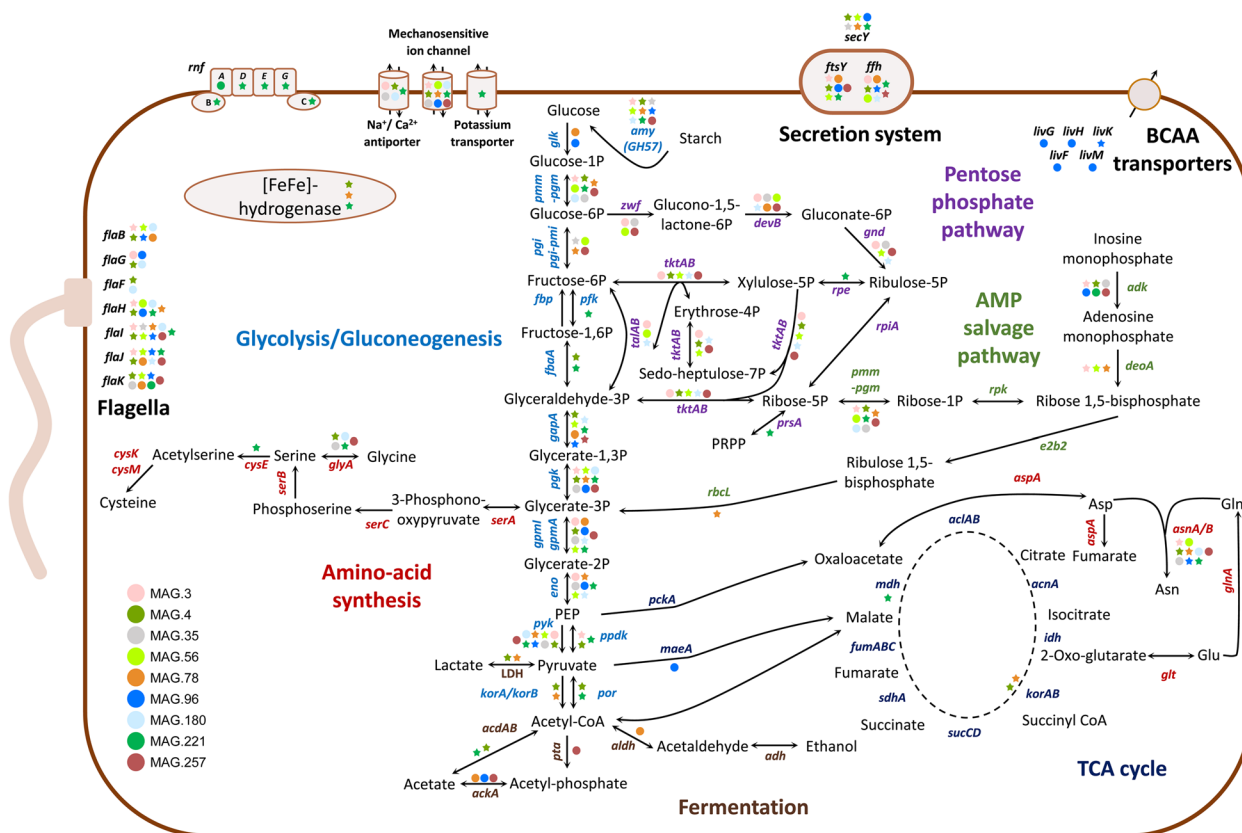 Mechanosensitive
ion channel
secY
rnf
A
D
E
G
B
C
ftsY
ffh
Na⁺/ Ca²⁺
antiporter
Potassium
transporter
Secretion system
livG
livH
livK
livF
livM
BCAA
transporters
Glucose
amy
(GH57)
Starch
glk
Glucose-1P
[FeFe]-
hydrogenase
pmm
-pgm
Glucose-6P
zwf
Glucono-1,5-
lactone-6P
devB
Gluconate-6P
gnd
Pentose
phosphate
pathway
Inosine
monophosphate
adk
Adenosine
monophosphate
deoA
flaB
flaG
flaF
flaH
flaI
flaJ
flaK
Flagella
pgi
pgi-pmi
Fructose-6P
tktAB
Xylulose-5P
rpe
Ribulose-5P
fbp
pfk
Erythrose-4P
AMP
salvage
pathway
Glycolysis/Gluconeogenesis
Fructose-1,6P
talAB
tktAB
tktAB
rpiA
fbaA
Sedo-heptulose-7P
pmm
-pgm
rpk
Glyceraldehyde-3P
tktAB
Ribose-5P
Ribose-1P
Ribose 1,5-bisphosphate
prsA
PRPP
gapA
e2b2
cysK
cysM
Acetylserine
cysE
Serine
glyA
Glycine
Glycerate-1,3P
Ribulose 1,5-
bisphosphate
Cysteine
serB
pgk
rbcL
aspA
Phosphoserine
serC
3-Phosphono-
oxypyruvate
serA
Glycerate-3P
Asp
Gln
gpmI
gpmA
aclAB
aspA
asnA/B
Oxaloacetate
Citrate
Fumarate
Glycerate-2P
Amino-acid
synthesis
eno
mdh
acnA
Asn
glnA
PEP
pckA
Malate
Isocitrate
pyk
ppdk
maeA
fumABC
idh
2-Oxo-glutarate
Glu
glt
Lactate
LDH
Pyruvate
Fumarate
korA/korB
por
sdhA
korAB
Succinate
Succinyl CoA
sucCD
acdAB
Acetyl-CoA
pta
aldh
Acetaldehyde
adh
Ethanol
Acetate
ackA
Acetyl-phosphate
TCA cycle
Fermentation
MAG.3
MAG.4
MAG.35
MAG.56
MAG.78
MAG.96
MAG.180
MAG.221
MAG.257